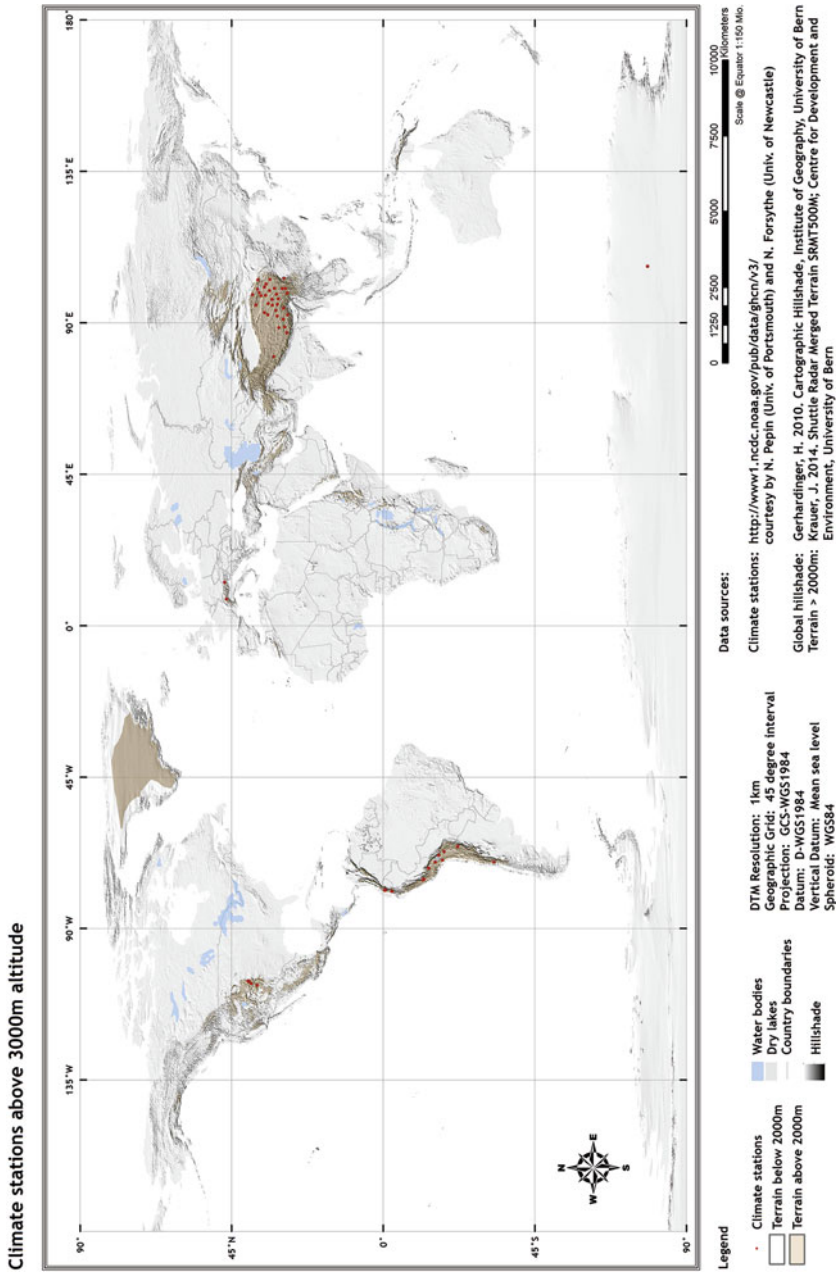 Climate stations above 3000m altitude
180°
135°E
90°E
45°E
0°
45°W
90°W
135°W
90°
45°N
0°
45°S
90°
N
W
E
S
0
1'250
2'500
5'000
7'500
10'000
Kilometers
Scale @ Equator 1:150 Mio.
Legend
Climate stations
Terrain below 2000m
Terrain above 2000m
Water bodies
Dry lakes
Country boundaries
Hillshade
DTM Resolution: 1km
Geographic Grid: 45 degree interval
Projection: GCS-WGS1984
Datum: D-WGS1984
Vertical Datum: Mean sea level
Spheroid: WGS84
Data sources:
Climate stations: http://www1.ncdc.noaa.gov/pub/data/ghcn/v3/
courtesy by N. Pepin (Univ. of Portsmouth) and N. Forsythe (Univ. of Newcastle)
Global hillshade: Gerhardinger, H. 2010. Cartographic Hillshade, Institute of Geography, University of Bern
Terrain > 2000m: Krauer, J. 2014. Shuttle Radar Merged Terrain SRMT500M; Centre for Development and
Environment, University of Bern